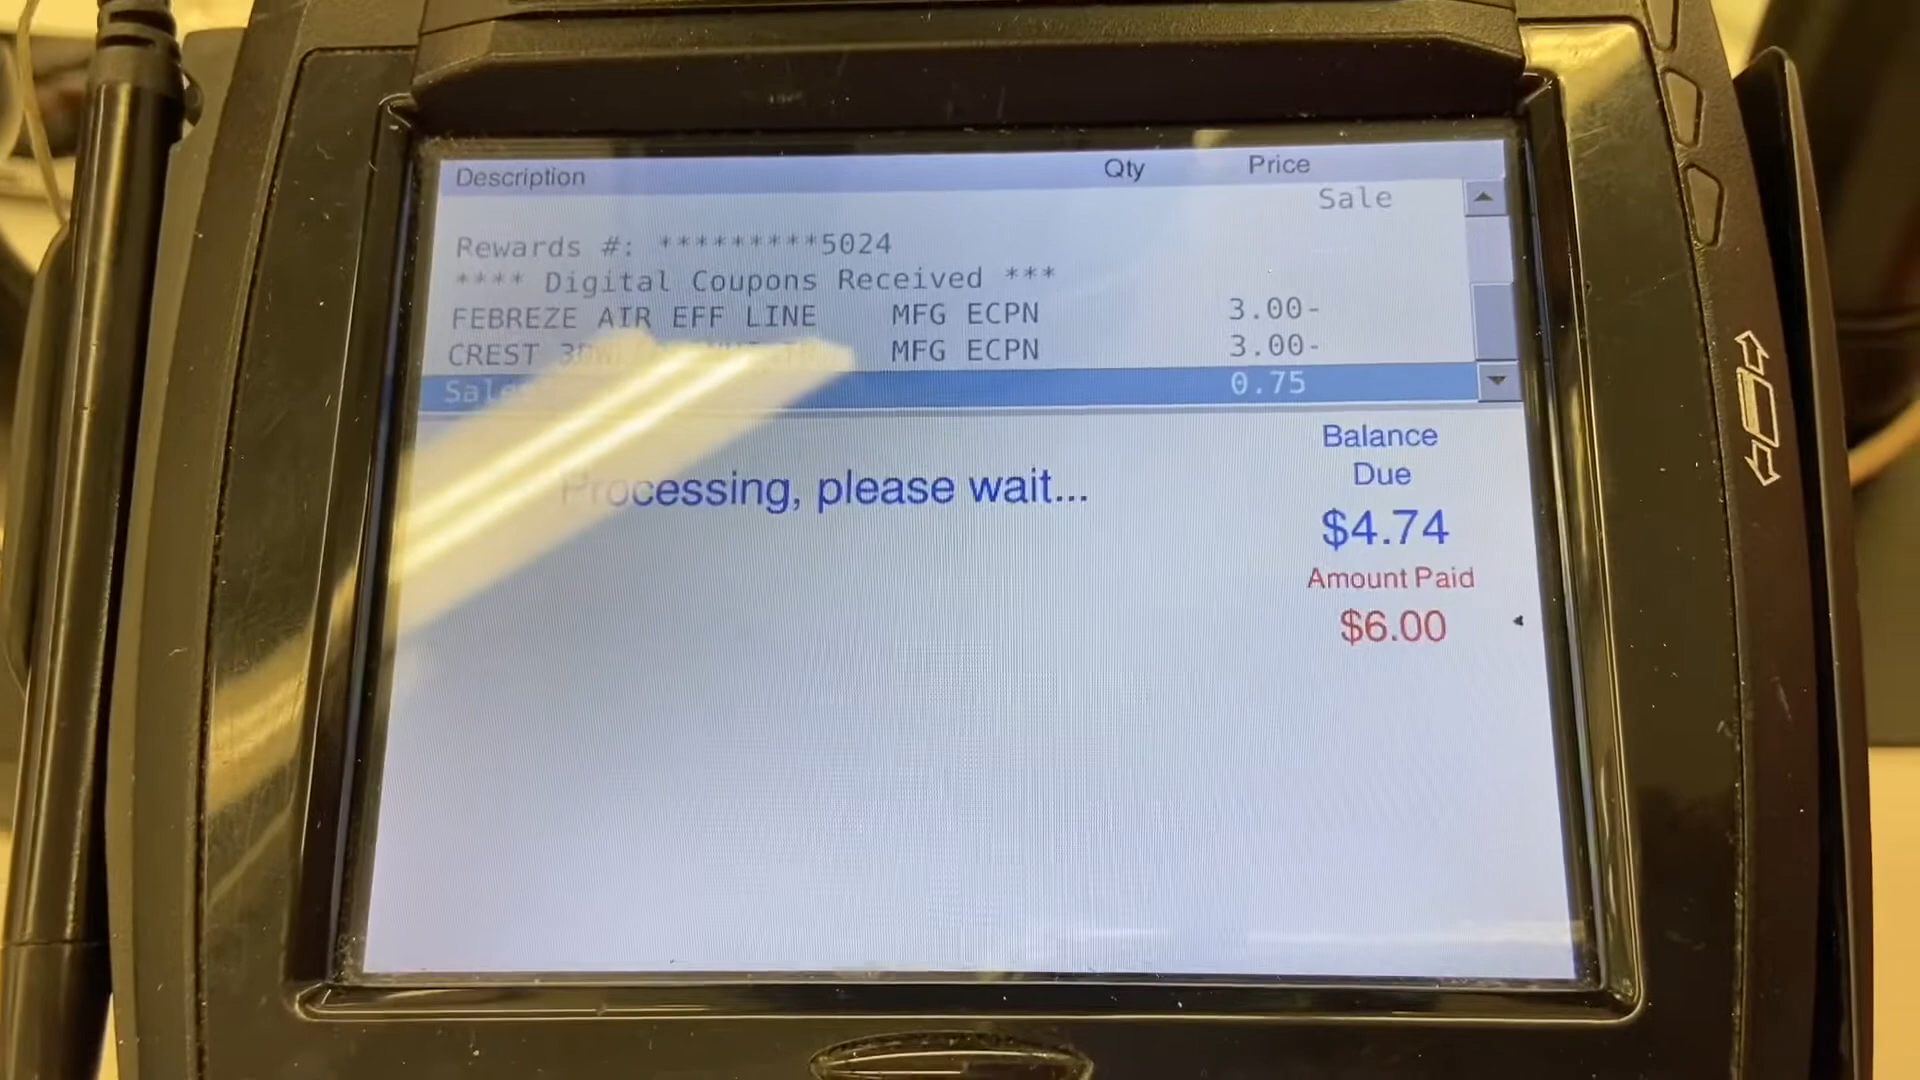 Description Qty Price
Sale
Rewards #: *********5024
**** Digital Coupons Received ***
FEBREZE AIR EFF LINE MFG ECPN 3.00-
CREST MFG ECPN 3.00-
0.75
Processing, please wait...
Balance
Due
$4.74
Amount Paid
$6.00